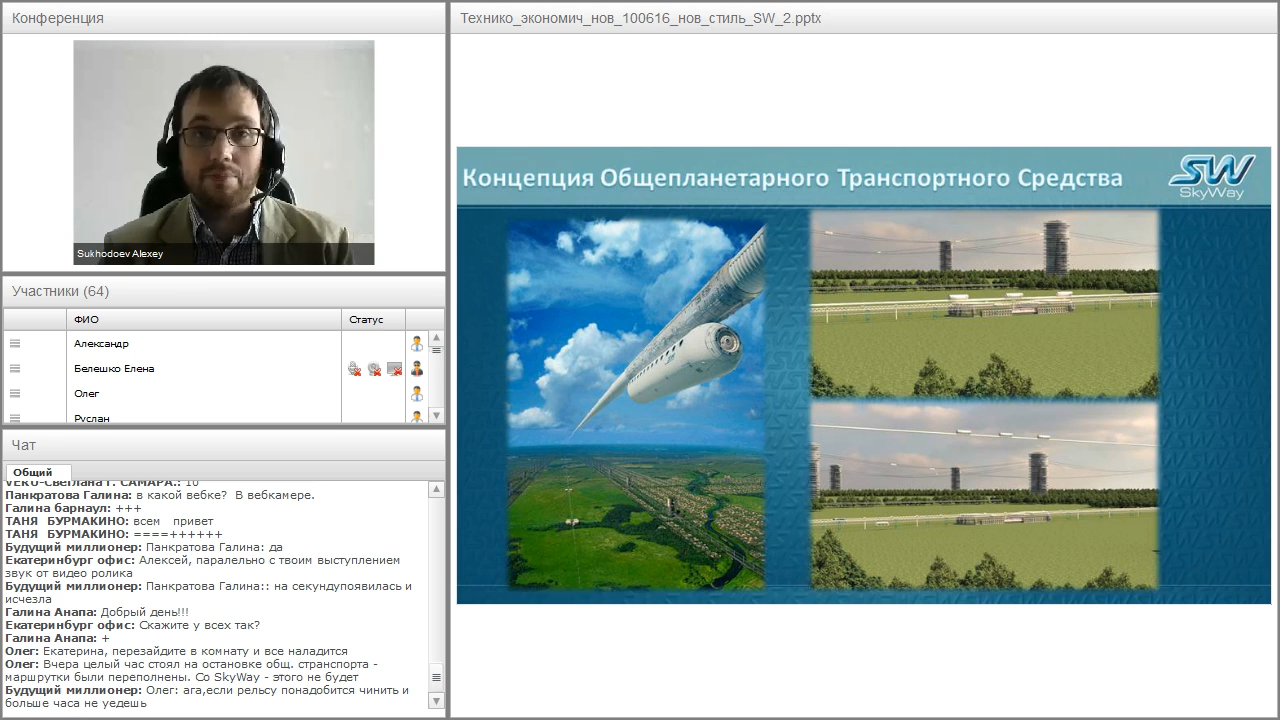 Конференция
Sukhodoev Alexey
Участники (64)
ФИО Статус
Александр
Белешко Елена
Олег
Руслан
Чат
Общий
VERO-Светлана Г. САМАРА.: 10
Панкратова Галина: в какой вебке? В вебкамере.
Галина барнаул: +++
ТАНЯ БУРМАКИНО: всем привет
ТАНЯ БУРМАКИНО: ====++++++
Будущий миллионер: Панкратова Галина: да
Екатеринбург офис: Алексей, паралельно с твоим выступлением
звук от видео ролика
Будущий миллионер: Панкратова Галина:: на секундупоявилась и
исчезла
Галина Анапа: Добрый день!!!
Екатеринбург офис: Скажите у всех так?
Галина Анапа: +
Олег: Екатерина, перезайдите в комнату и все наладится
Олег: Вчера целый час стоял на остановке общ. странспорта -
маршрутки были переполнены. Со SkyWay - этого не будет
Будущий миллионер: Олег: ага,если рельсу понадобится чинить и
больше часа не уедешь
Технико_экономич_нов_100616_нов_стиль_SW_2.pptx
Концепция Общепланетарного Транспортного Средства
SW
SkyWay